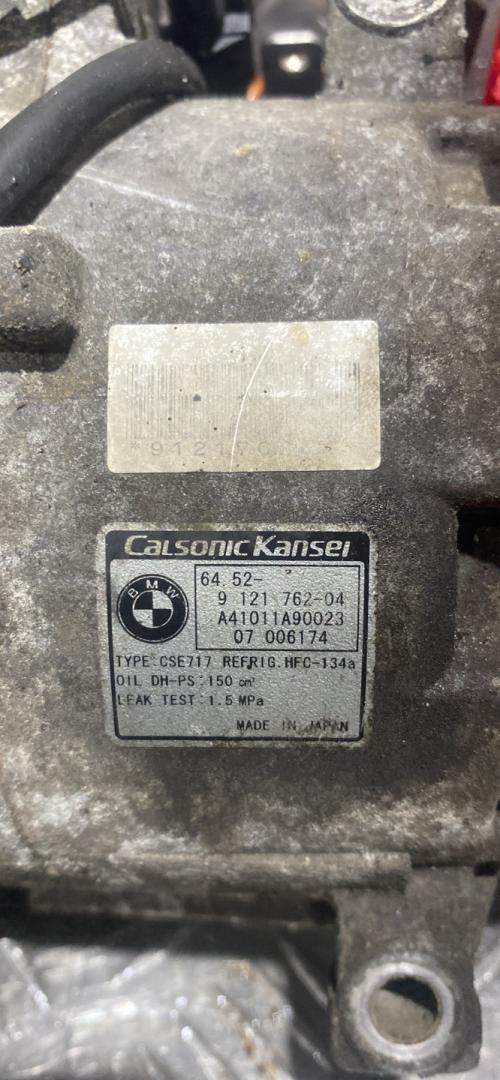 *912176
Calsonic Kansei
BMW
64 52-
9 121 762-04
A41011A90023
07 006174
TYPE:CSE717 REFRIG.HFC-134a
OIL DH-PS:150 cm³
LEAK TEST:1.5 MPa
MADE IN JAPAN